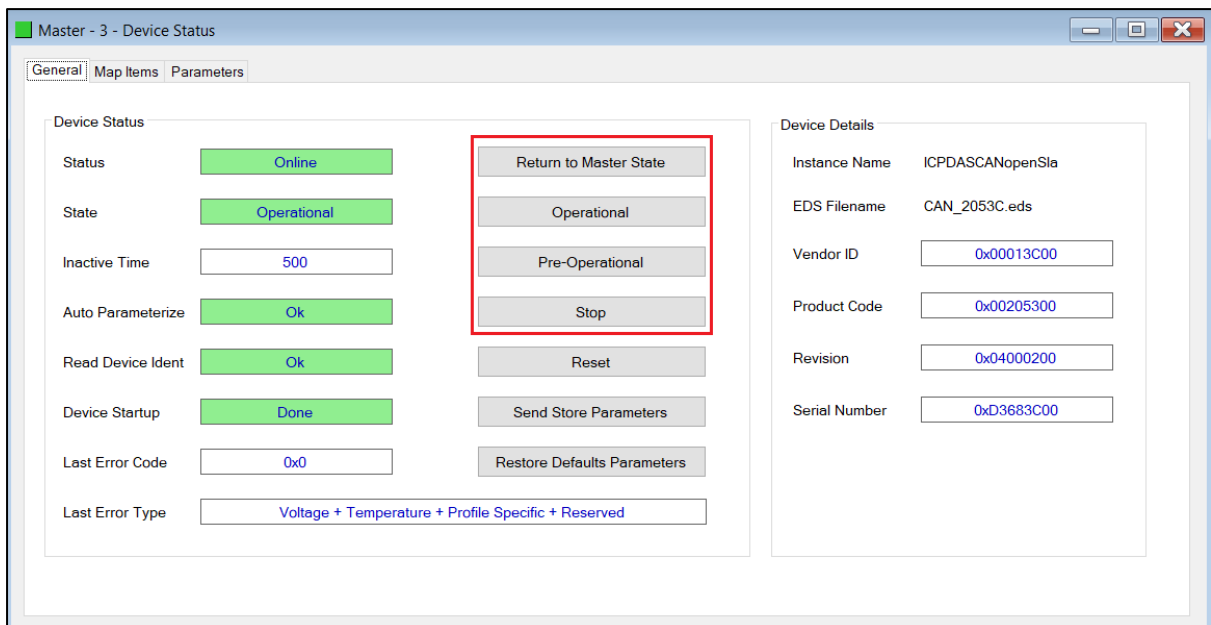 Master - 3 - Device Status
General Map Items Parameters
Device Status
Status Online Return to Master State
State Operational Operational
Inactive Time 500 Pre-Operational
Auto Parameterize Ok Stop
Read Device Ident Ok Reset
Device Startup Done Send Store Parameters
Last Error Code 0x0 Restore Defaults Parameters
Last Error Type Voltage + Temperature + Profile Specific + Reserved
Device Details
Instance Name ICPDASCANopenSla
EDS Filename CAN_2053C.eds
Vendor ID 0x00013C00
Product Code 0x00205300
Revision 0x04000200
Serial Number 0xD3683C00